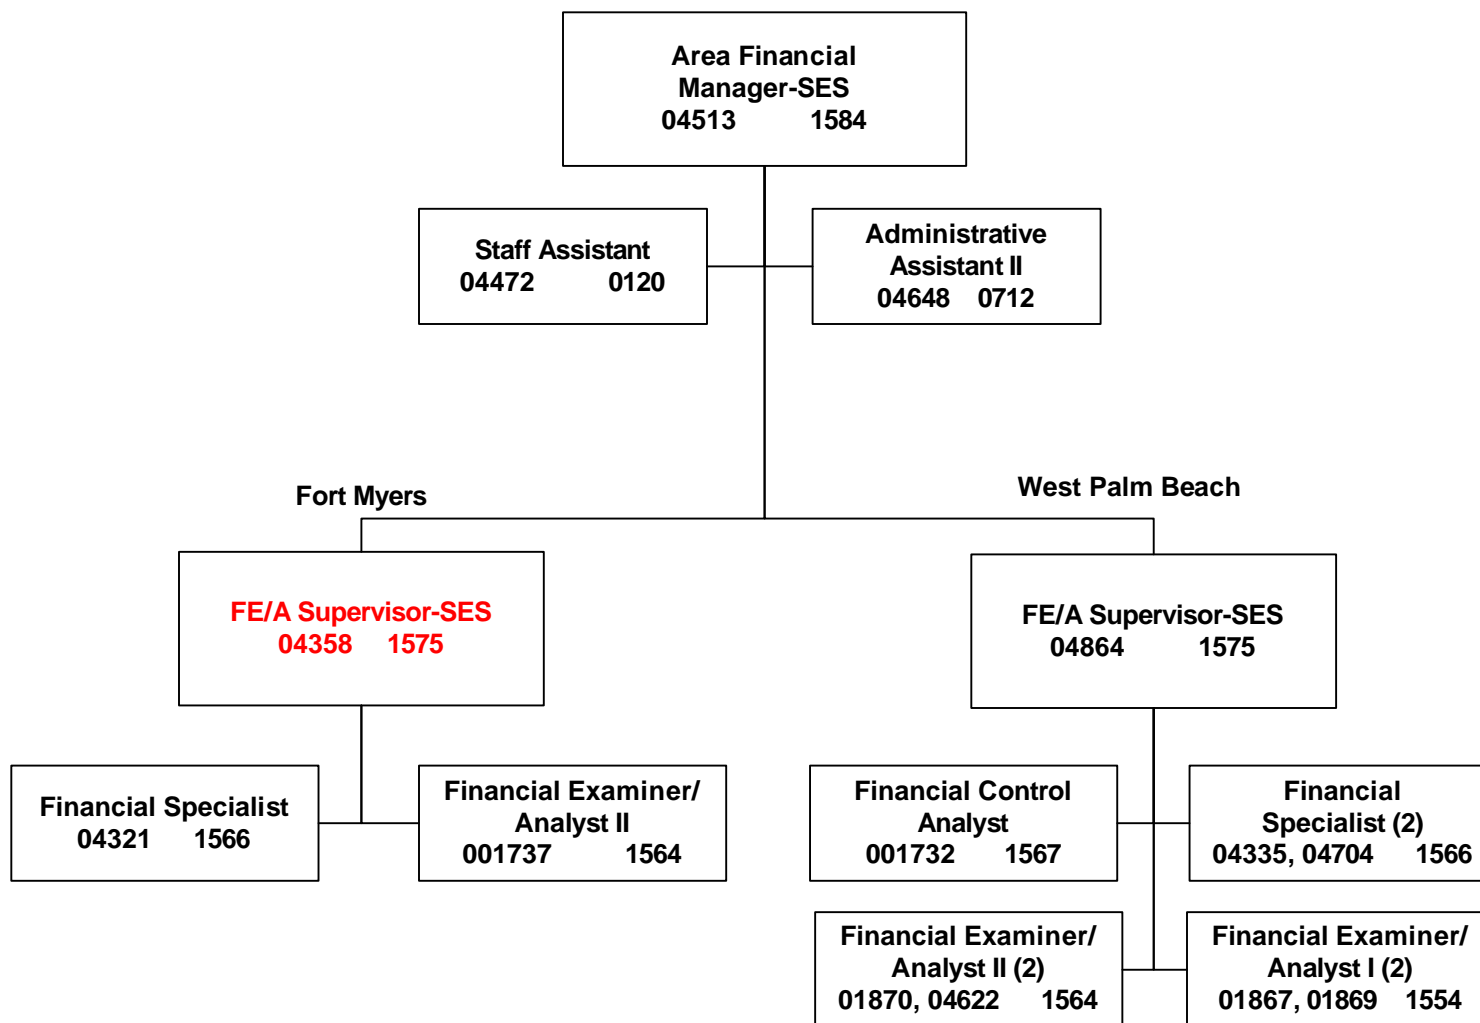 Area Financial
Manager-SES
04513 1584
Staff Assistant
04472 0120
Administrative
Assistant II
04648 0712
Fort Myers
West Palm Beach
FE/A Supervisor-SES
04358 1575
FE/A Supervisor-SES
04864 1575
Financial Specialist
04321 1566
Financial Examiner/
Analyst II
001737 1564
Financial Control
Analyst
001732 1567
Financial
Specialist (2)
04335, 04704 1566
Financial Examiner/
Analyst II (2)
01870, 04622 1564
Financial Examiner/
Analyst I (2)
01867, 01869 1554